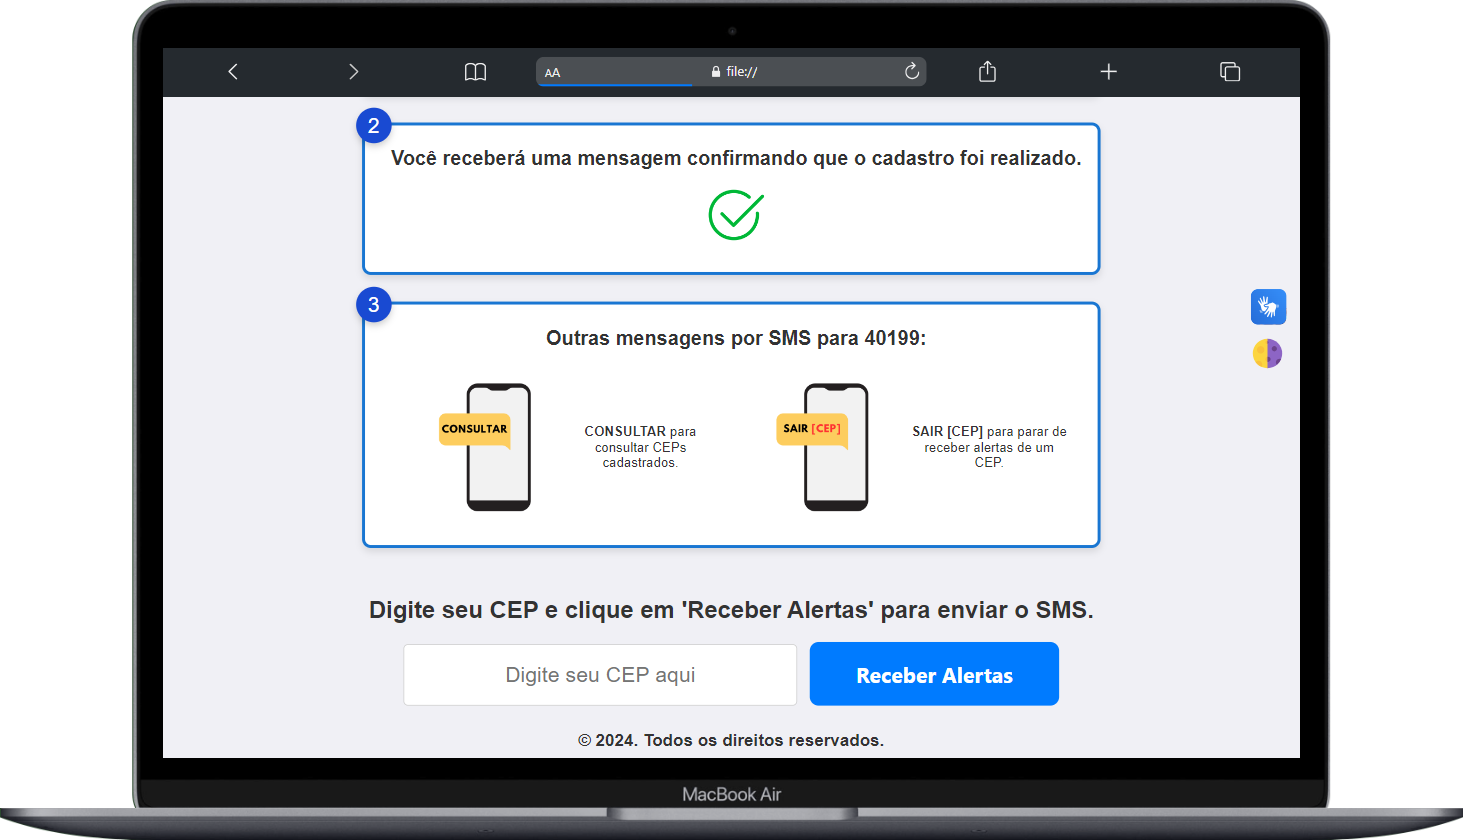 AA
file://
2
Você receberá uma mensagem confirmando que o cadastro foi realizado.
3
Outras mensagens por SMS para 40199:
CONSULTAR
CONSULTAR para
consultar CEPs
cadastrados.
SAIR [CEP]
SAIR [CEP] para parar de
receber alertas de um
CEP.
Digite seu CEP e clique em 'Receber Alertas' para enviar o SMS.
Digite seu CEP aqui
Receber Alertas
© 2024. Todos os direitos reservados.
MacBook Air